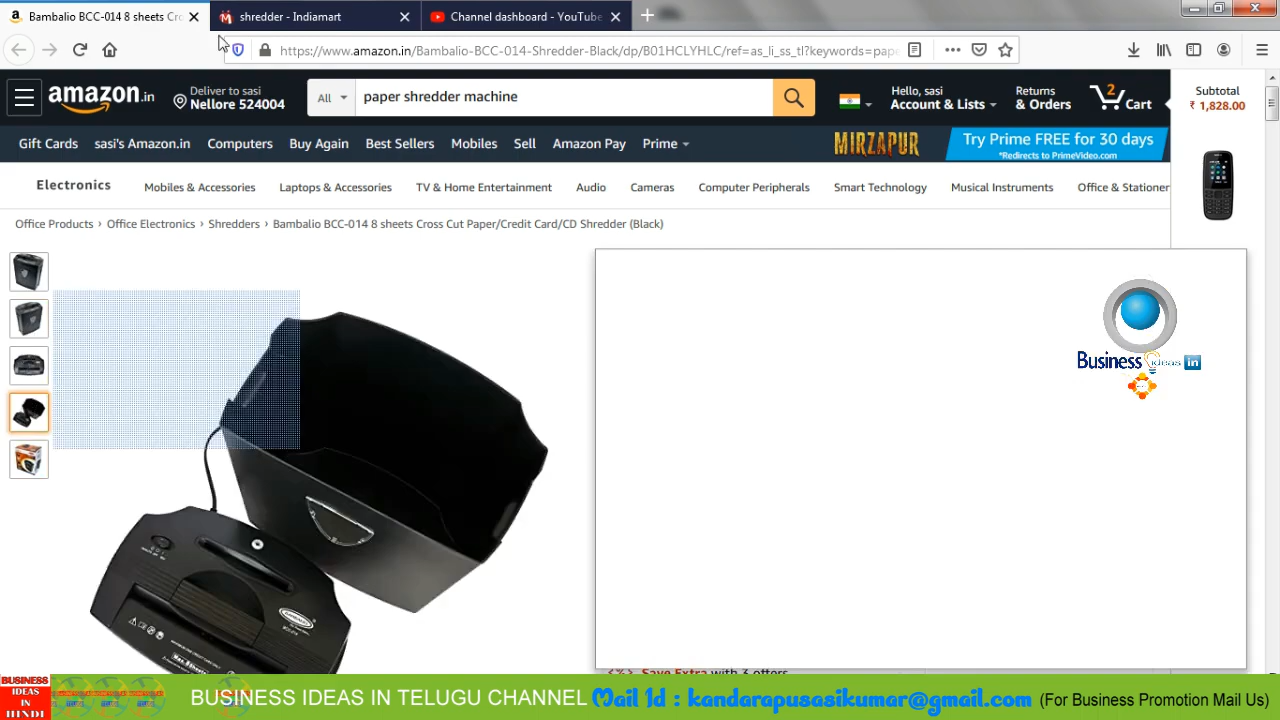 Bambalio BCC-014 8 sheets Cro
shredder - Indiamart
Channel dashboard - YouTube
https://www.amazon.in/Bambalio-BCC-014-Shredder-Black/dp/B01HCLYHLC/ref=as_li_ss_tl?keywords=pape
amazon.in
Deliver to sasi
Nellore 524004
All
paper shredder machine
Hello, sasi
Account & Lists
Returns
& Orders
2
Cart
Subtotal
₹ 1,828.00
Gift Cards
sasi's Amazon.in
Computers
Buy Again
Best Sellers
Mobiles
Sell
Amazon Pay
Prime
MIRZAPUR
Try Prime FREE for 30 days
*Redirects to PrimeVideo.com
Electronics
Mobiles & Accessories
Laptops & Accessories
TV & Home Entertainment
Audio
Cameras
Computer Peripherals
Smart Technology
Musical Instruments
Office & Stationer
Office Products › Office Electronics › Shredders › Bambalio BCC-014 8 sheets Cross Cut Paper/Credit Card/CD Shredder (Black)
Business ideas in
Save Extra with 3 offers
BUSINESS
IDEAS
IN
HINDI
BUSINESS IDEAS IN TELUGU CHANNEL
Mail Id : kandarapusasikumar@gmail.com
(For Business Promotion Mail Us)